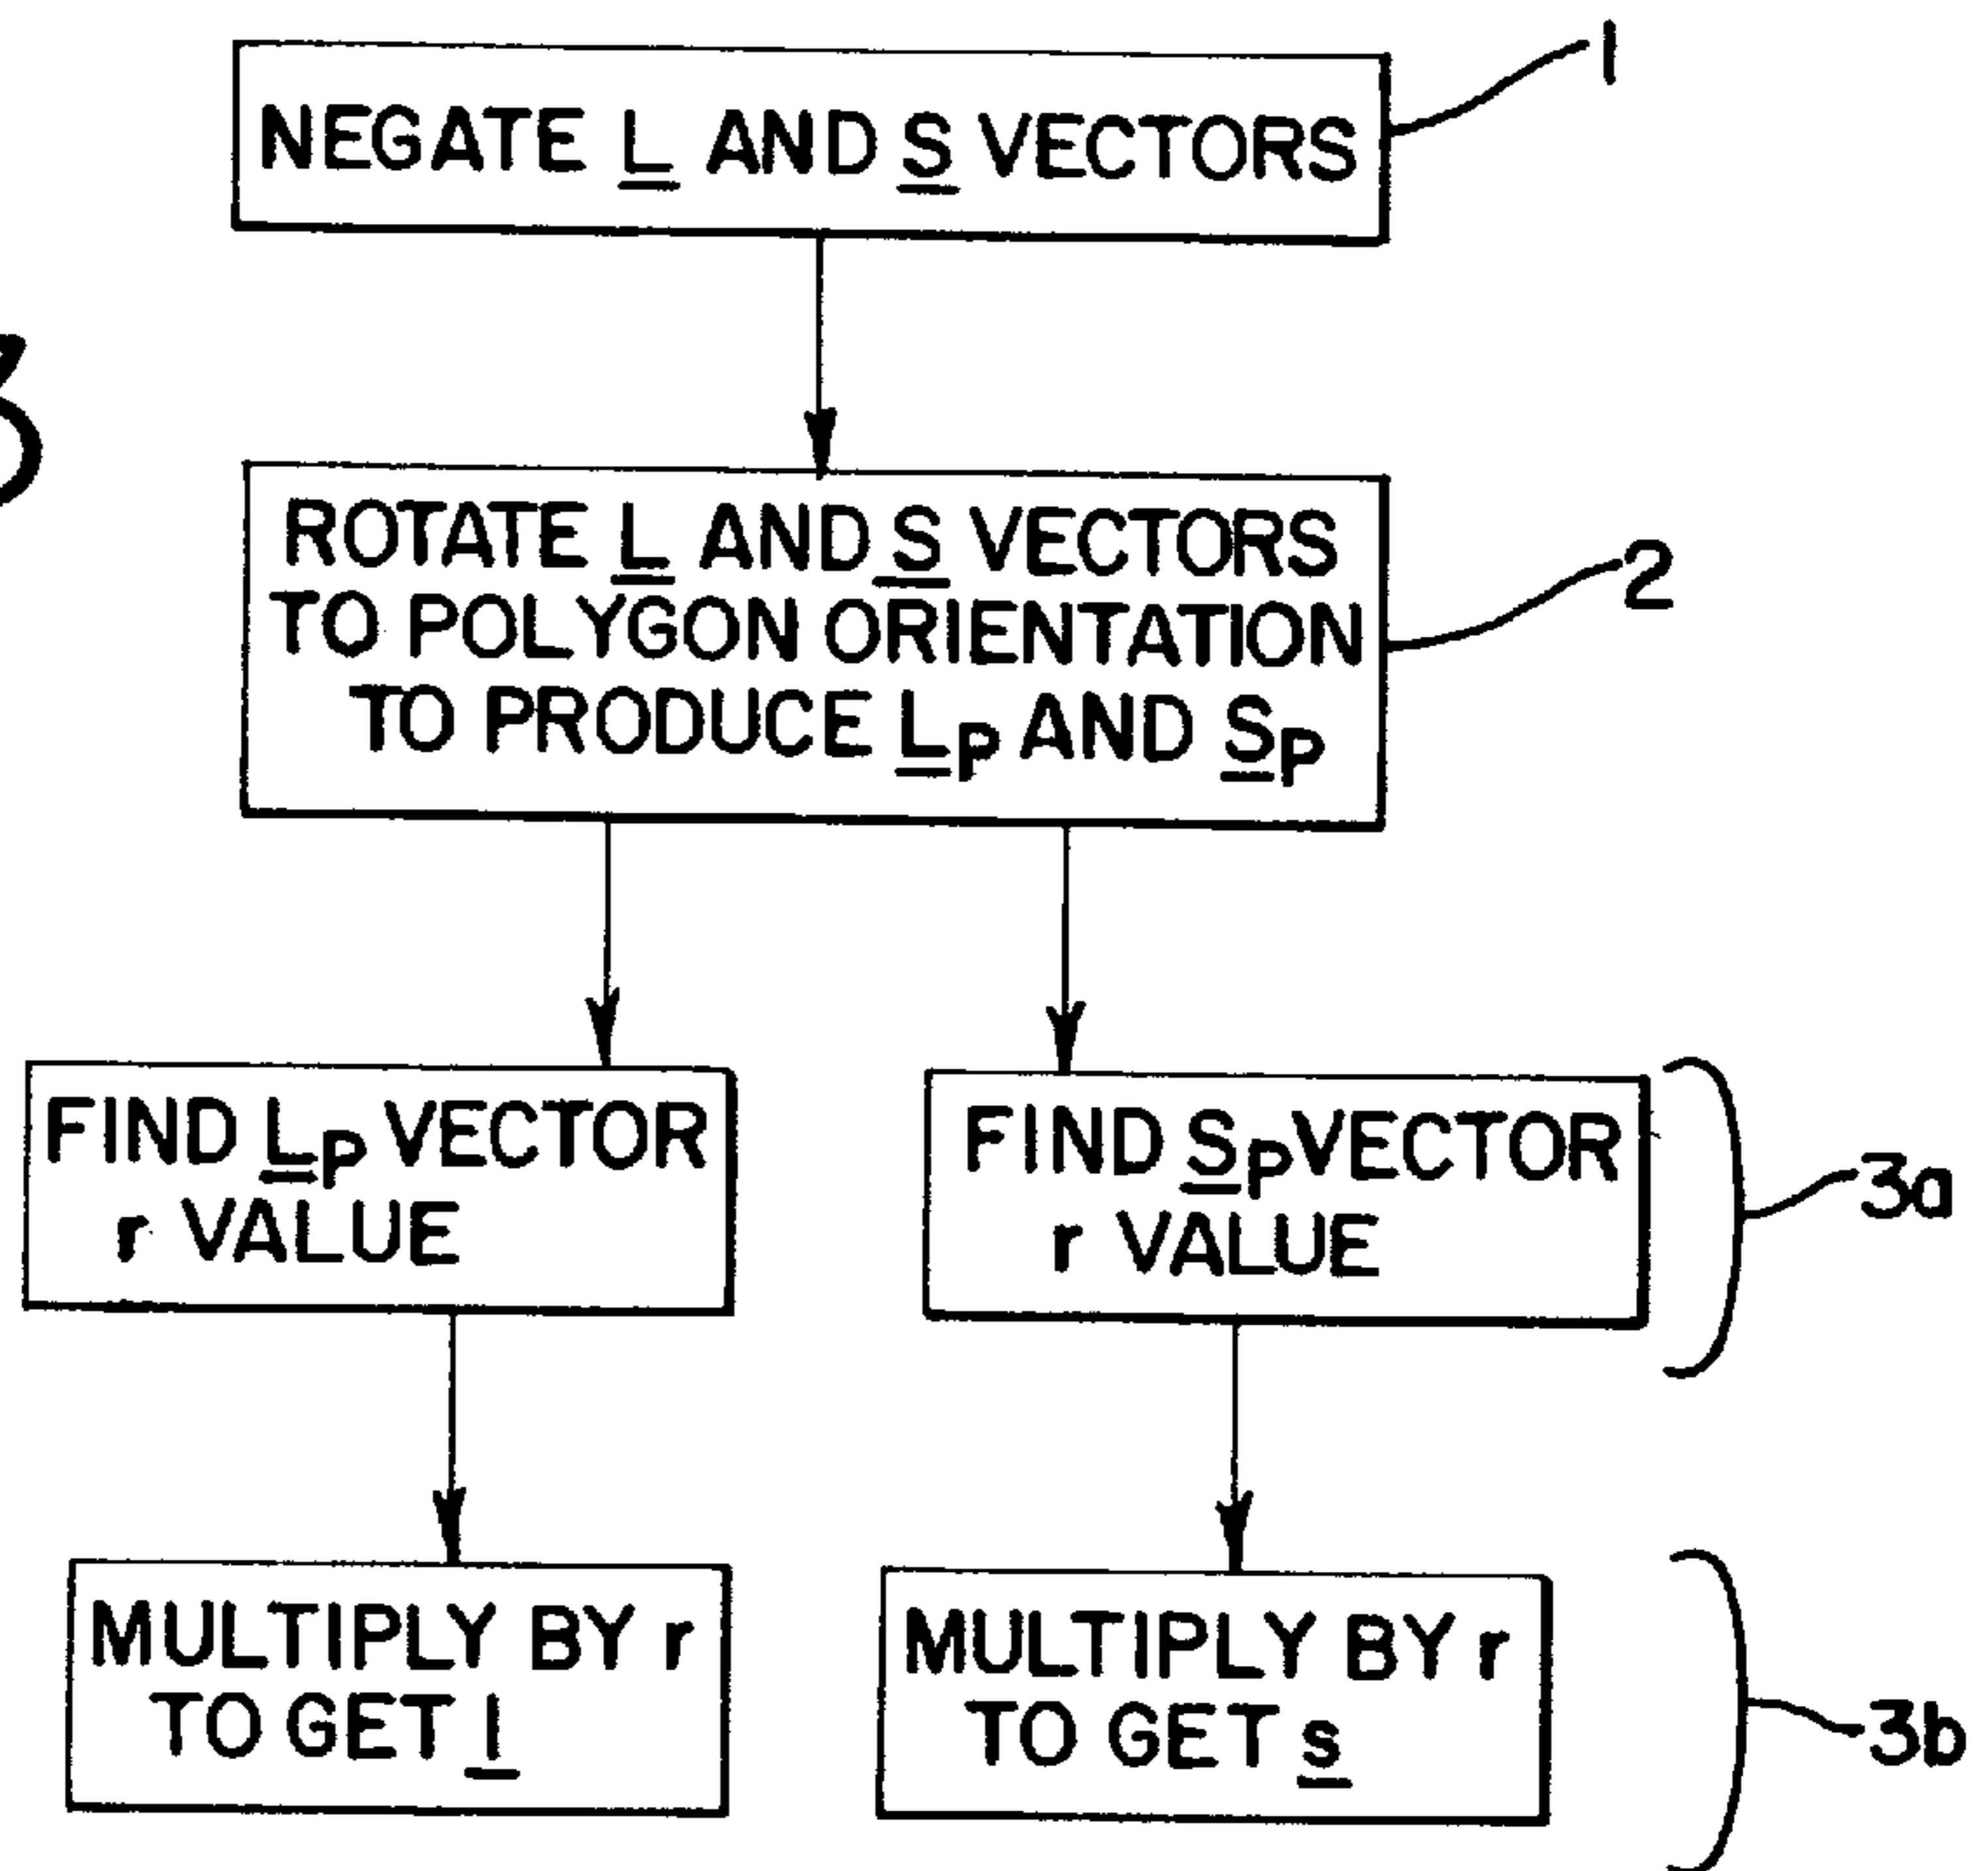 NEGATE L AND S VECTORS
1
3
ROTATE L AND S VECTORS
TO POLYGON ORIENTATION
TO PRODUCE LP AND SP
2
FIND LP VECTOR
r VALUE
FIND SP VECTOR
r VALUE
3a
MULTIPLY BY r
TO GET l
MULTIPLY BY r
TO GET s
3b